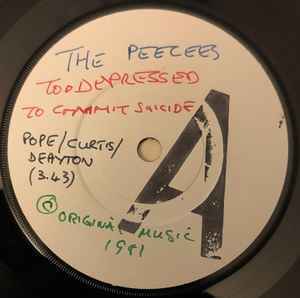 THE PEECEES
TOO DEPRESSED
TO COMMIT SUICIDE
POPE/CURTIS/
DEAYTON
(3.43)
℗ ORIGINAL MUSIC
1981
A